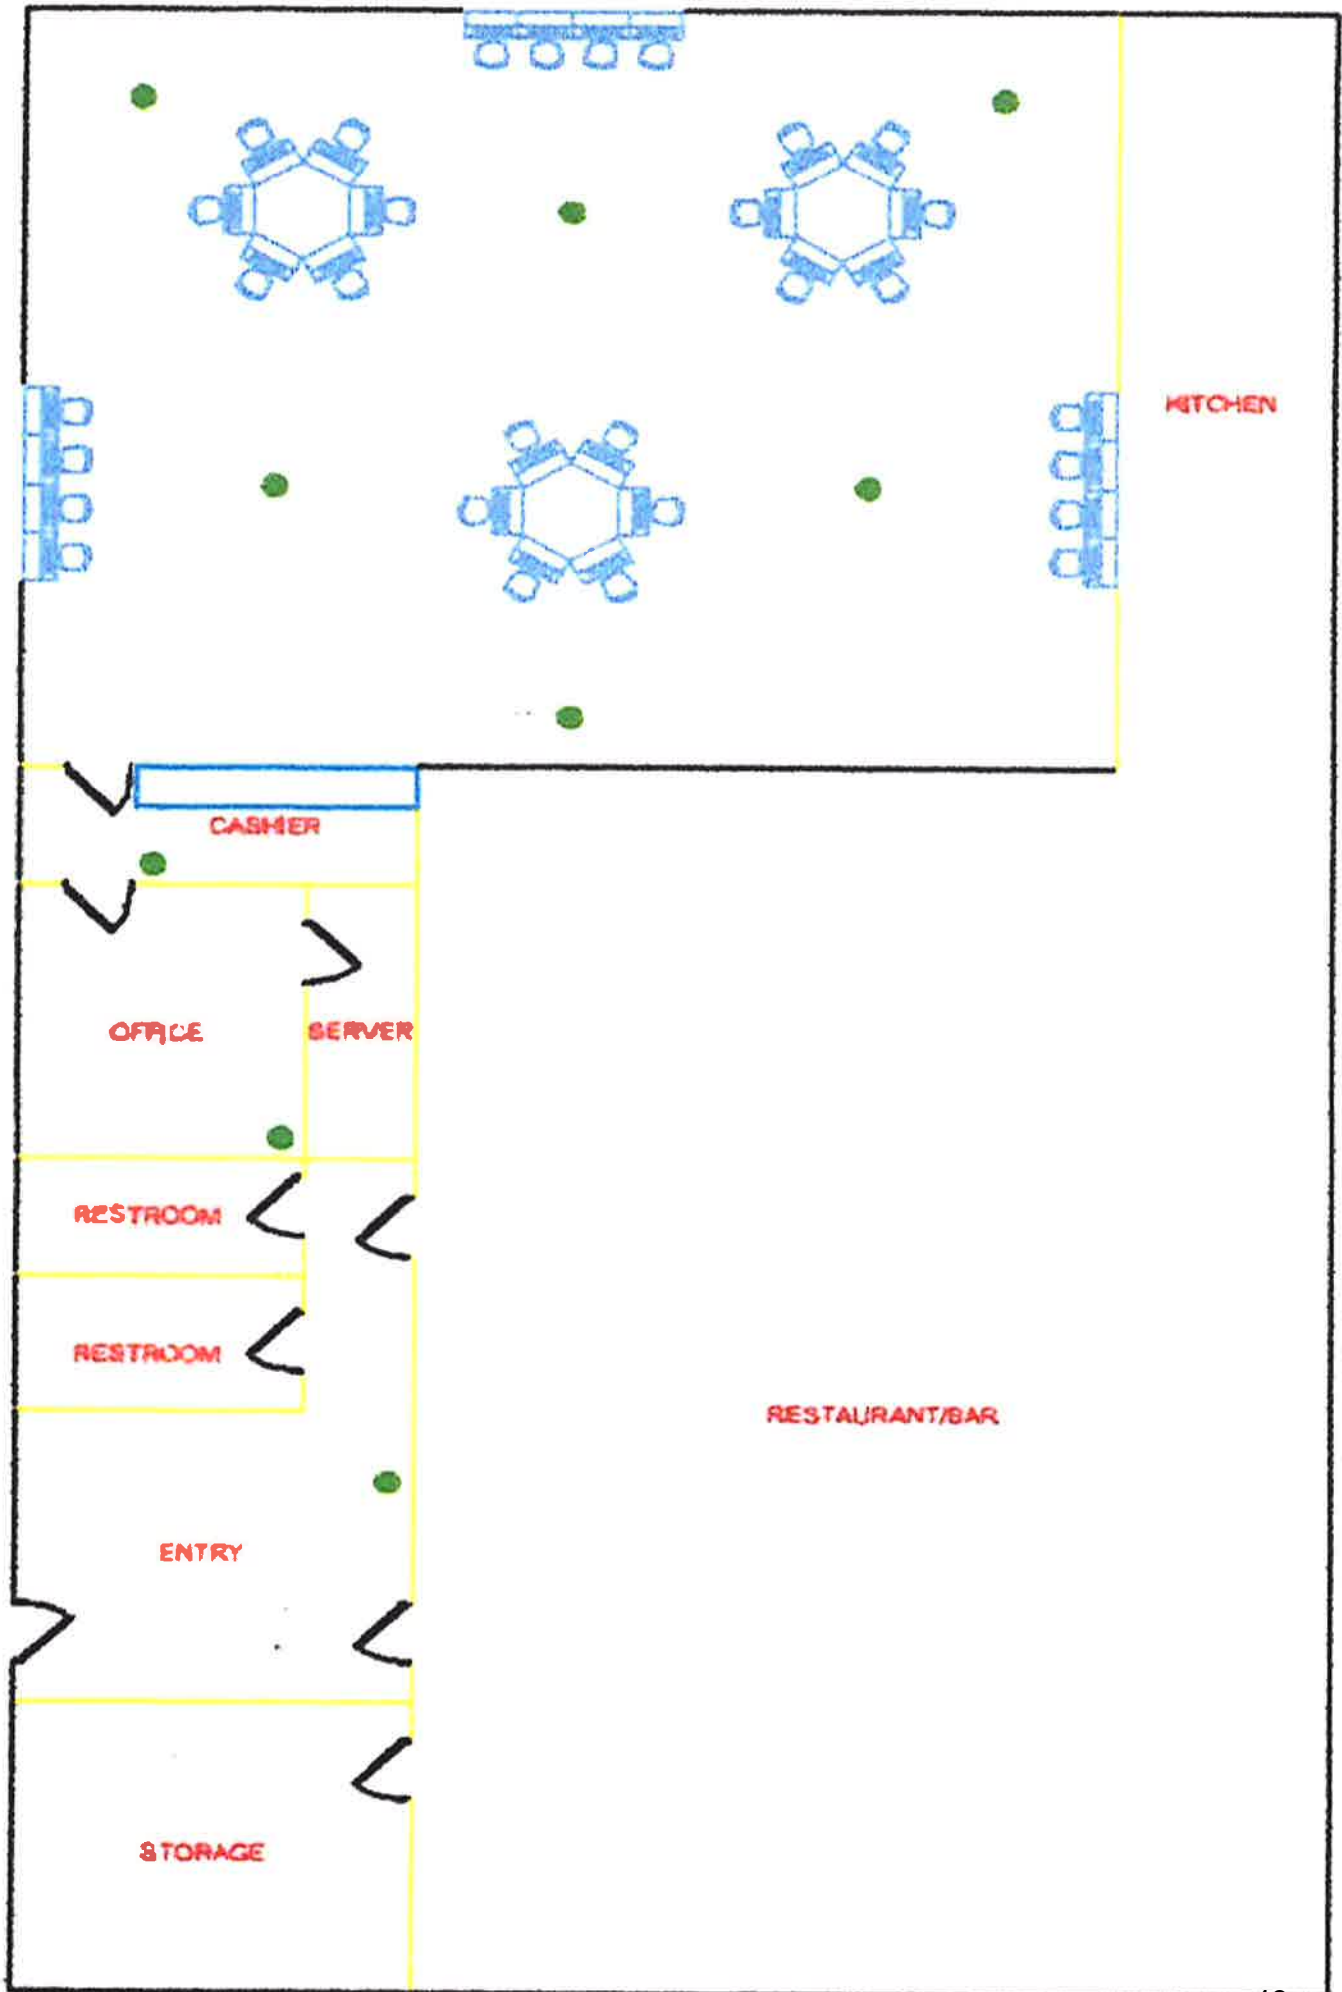 KITCHEN
CASHIER
OFFICE
SERVER
RESTROOM
RESTROOM
RESTAURANT/BAR
ENTRY
STORAGE